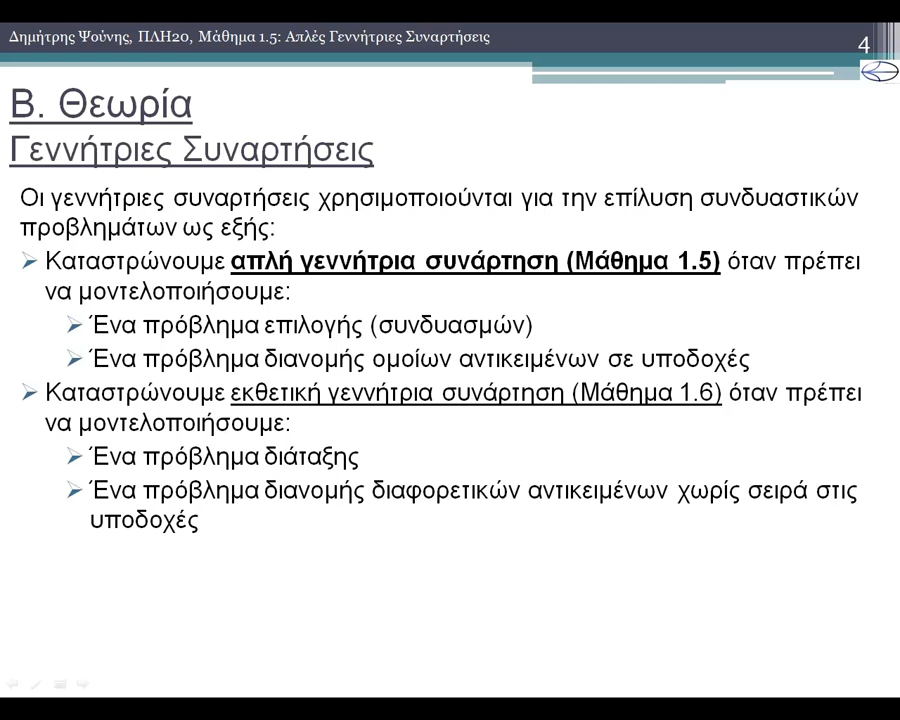 Δημήτρης Ψούνης, ΠΛΗ20, Μάθημα 1.5: Απλές Γεννήτριες Συναρτήσεις
4
Β. Θεωρία
Γεννήτριες Συναρτήσεις
Οι γεννήτριες συναρτήσεις χρησιμοποιούνται για την επίλυση συνδυαστικών
προβλημάτων ως εξής:
Καταστρώνουμε απλή γεννήτρια συνάρτηση (Μάθημα 1.5) όταν πρέπει
να μοντελοποιήσουμε:
Ένα πρόβλημα επιλογής (συνδυασμών)
Ένα πρόβλημα διανομής ομοίων αντικειμένων σε υποδοχές
Καταστρώνουμε εκθετική γεννήτρια συνάρτηση (Μάθημα 1.6) όταν πρέπει
να μοντελοποιήσουμε:
Ένα πρόβλημα διάταξης
Ένα πρόβλημα διανομής διαφορετικών αντικειμένων χωρίς σειρά στις
υποδοχές